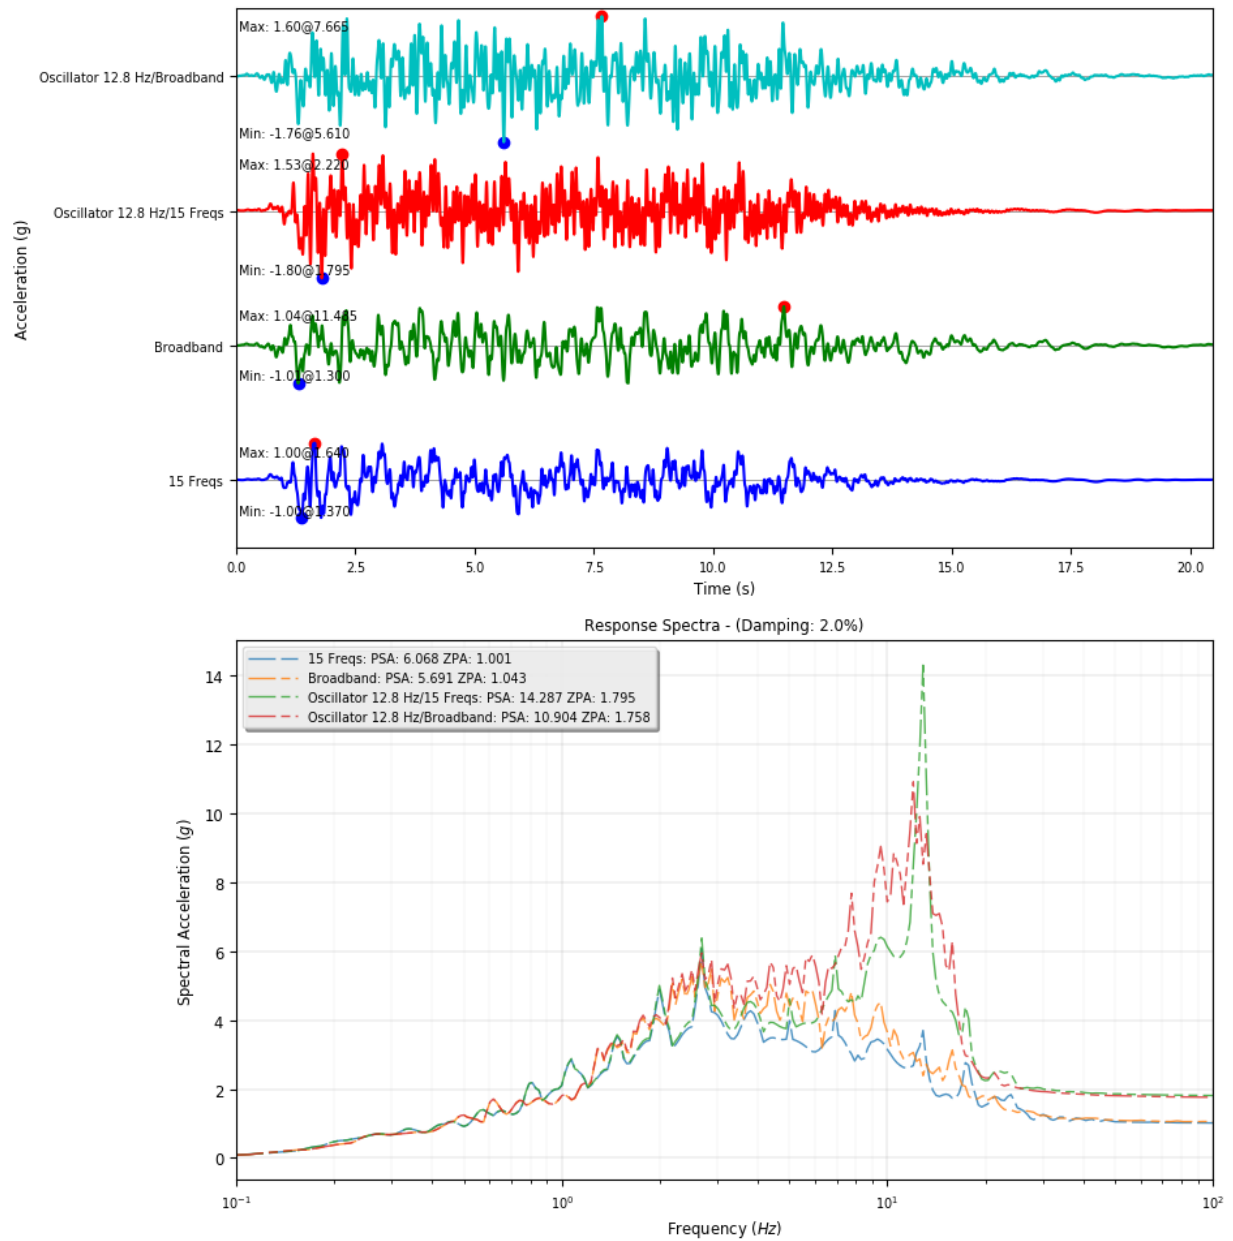 Max: 1.60@7.665
Oscillator 12.8 Hz/Broadband
Min: -1.76@5.610
Max: 1.53@2.220
Oscillator 12.8 Hz/15 Freqs
Min: -1.80@1.795
Max: 1.04@11.485
Broadband
Min: -1.01@1.300
Max: 1.00@1.640
15 Freqs
Min: -1.00@1.370
Acceleration (g)
0.0 2.5 5.0 7.5 10.0 12.5 15.0 17.5 20.0
Time (s)
Response Spectra - (Damping: 2.0%)
15 Freqs: PSA: 6.068 ZPA: 1.001
Broadband: PSA: 5.691 ZPA: 1.043
Oscillator 12.8 Hz/15 Freqs: PSA: 14.287 ZPA: 1.795
Oscillator 12.8 Hz/Broadband: PSA: 10.904 ZPA: 1.758
14
12
10
8
6
4
2
0
Spectral Acceleration (g)
10⁻¹ 10⁰ 10¹ 10²
Frequency (Hz)